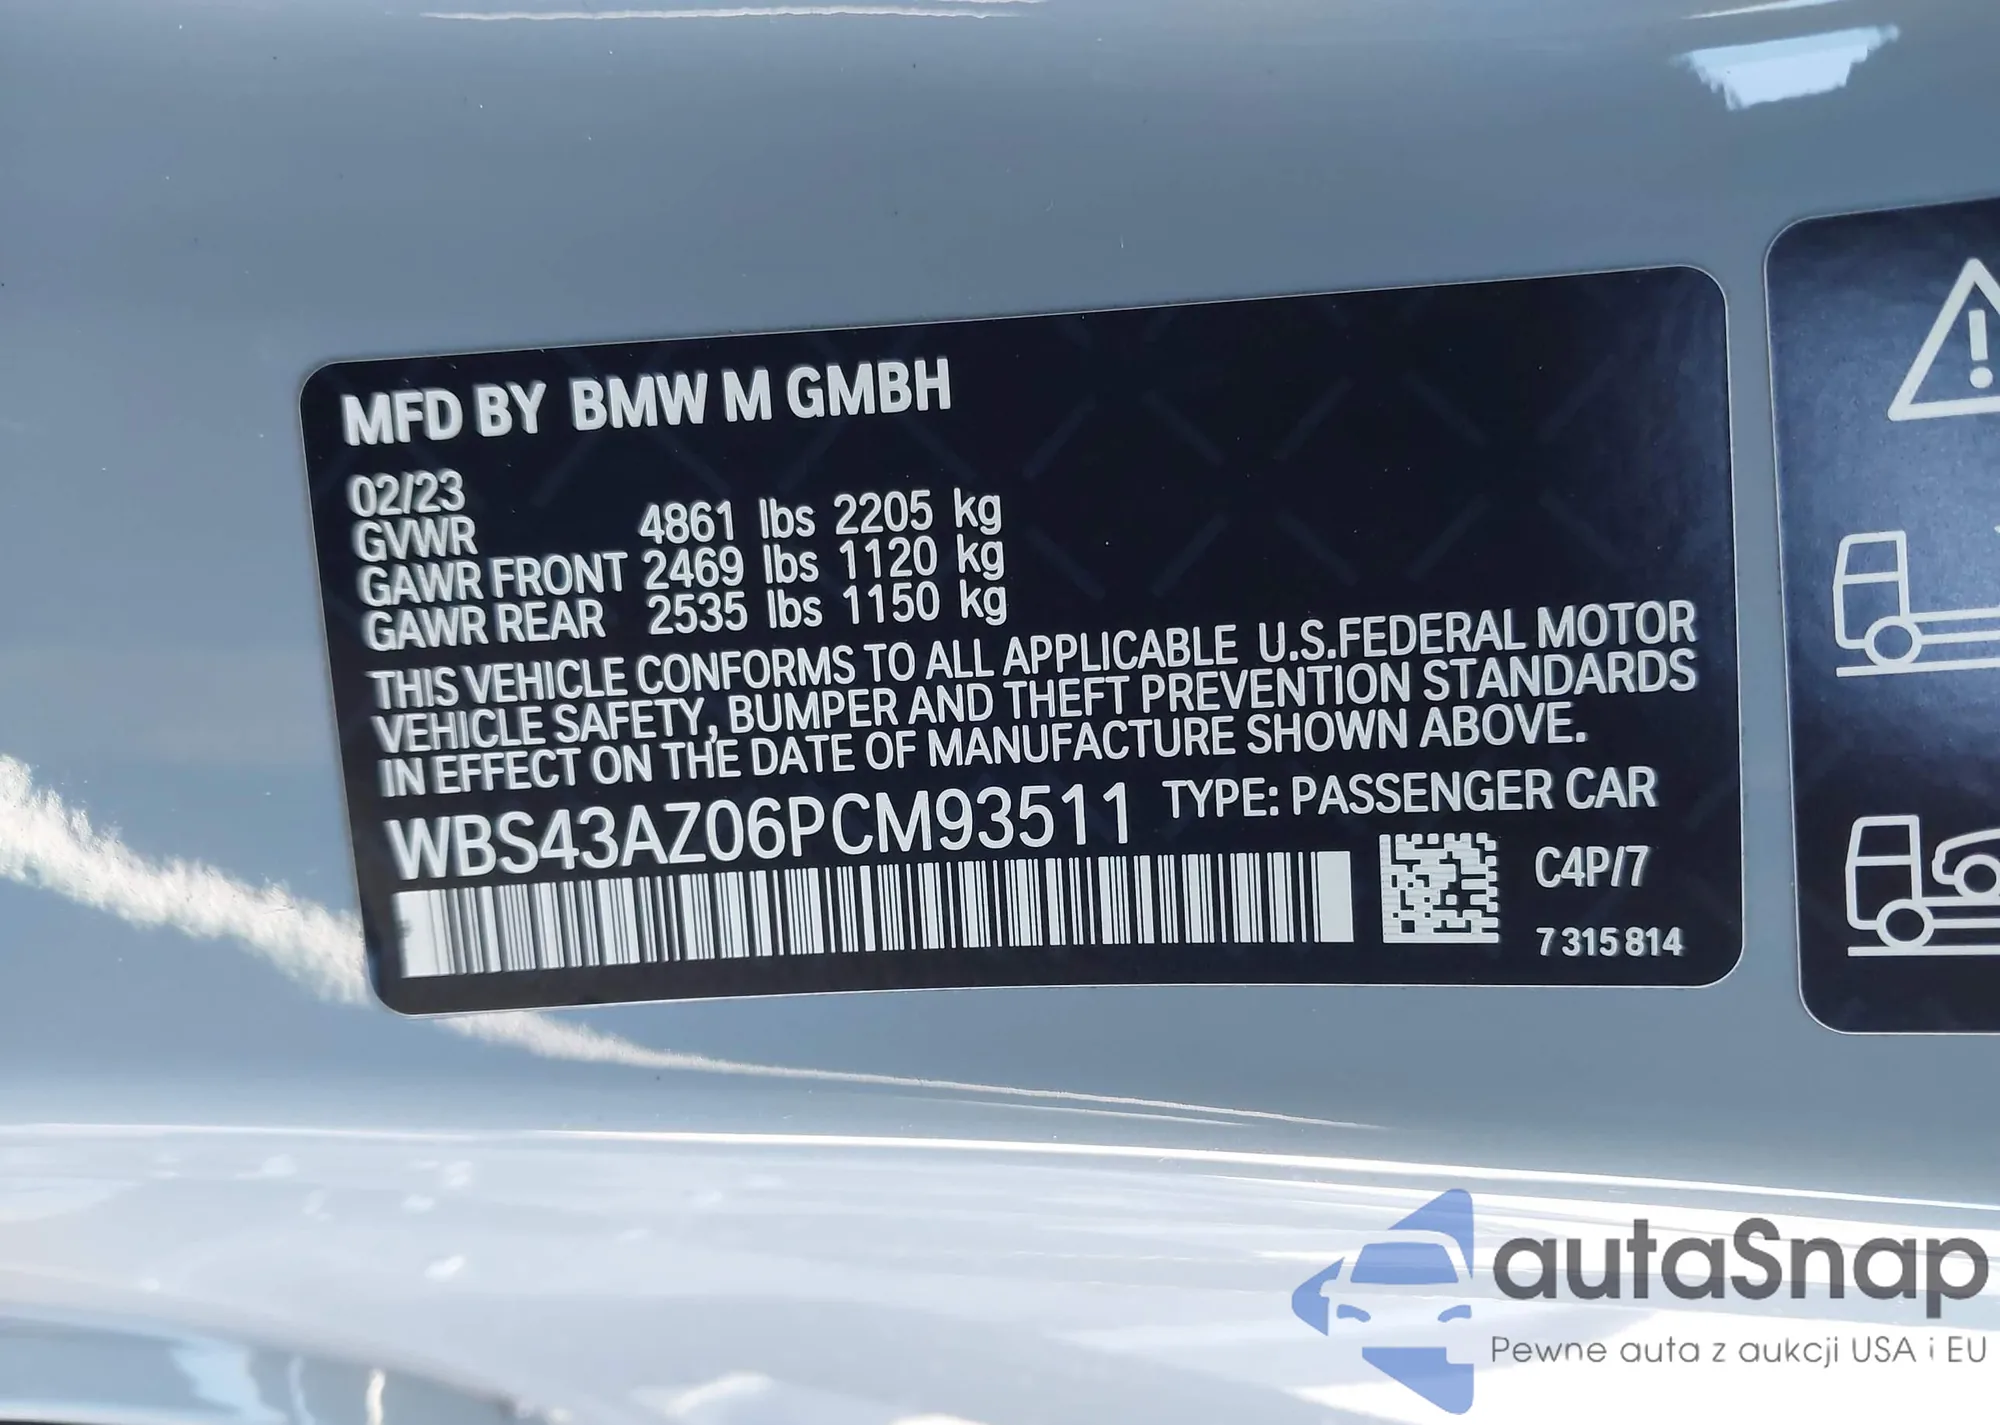 MFD BY BMW M GMBH
02/23
GVWR 4861 lbs 2205 kg
GAWR FRONT 2469 lbs 1120 kg
GAWR REAR 2535 lbs 1150 kg
THIS VEHICLE CONFORMS TO ALL APPLICABLE U.S.FEDERAL MOTOR
VEHICLE SAFETY, BUMPER AND THEFT PREVENTION STANDARDS
IN EFFECT ON THE DATE OF MANUFACTURE SHOWN ABOVE.
WBS43AZ06PCM93511 TYPE: PASSENGER CAR
C4P/7
7 315 814
autaSnap
Pewne auta z aukcji USA i EU